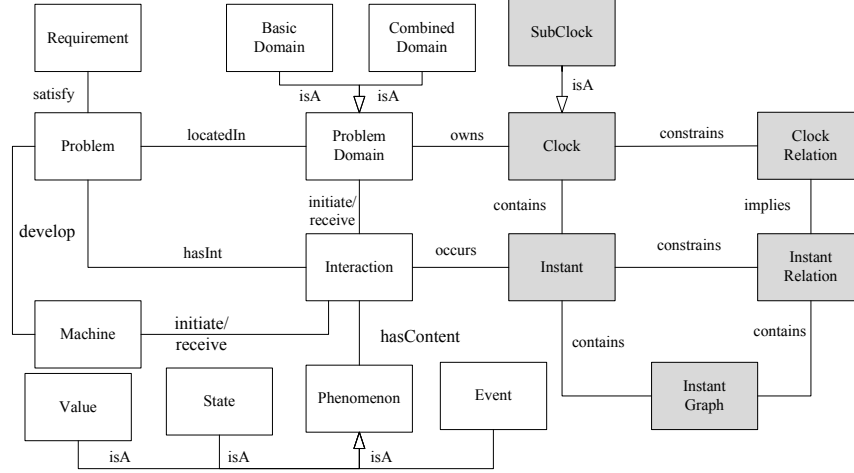 Requirement
Basic
Domain
Combined
Domain
SubClock
satisfy
isA
isA
isA
Problem
locatedIn
Problem
Domain
owns
Clock
constrains
Clock
Relation
develop
initiate/
receive
contains
implies
hasInt
Interaction
occurs
Instant
constrains
Instant
Relation
Machine
initiate/
receive
hasContent
contains
contains
Value
State
Phenomenon
Event
Instant
Graph
isA
isA
isA